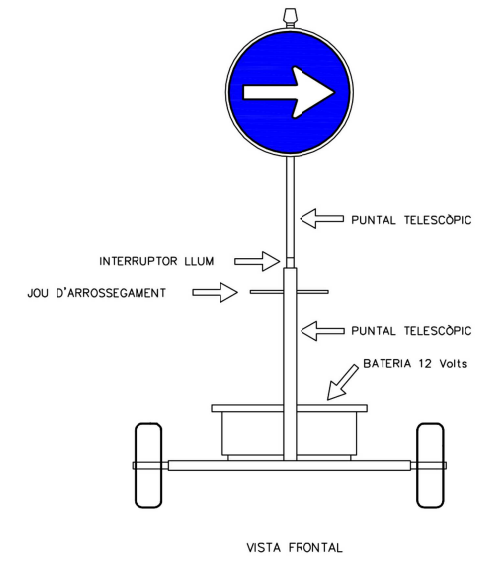 PUNTAL TELESCÒPIC
INTERRUPTOR LLUM
JOU D'ARROSSEGAMENT
PUNTAL TELESCÒPIC
BATERIA 12 Volts
VISTA FRONTAL